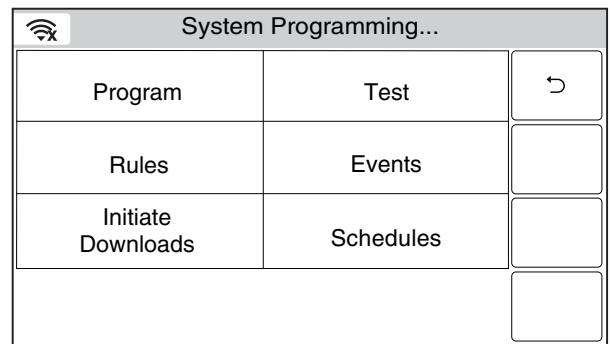 System Programming...
Program
Test
Rules
Events
Initiate
Downloads
Schedules